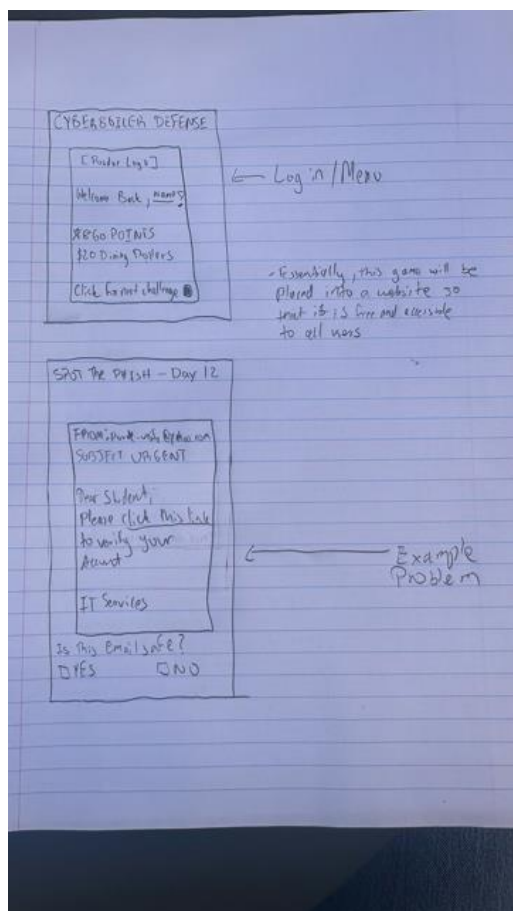 CYBERBOILER DEFENSE
[Purdue Logo]
Welcome Back, NAME?
← Login/Menu
POINTS
$20 Dining Dollars
Click for next challenge
- Essentially, this game will be
placed into a website so
that it is free and accessible
to all users
SPOT THE PHISH - Day 12
FROM:
SUBJECT URGENT
Dear Student,
Please click this link
to verify your
Account
IT Services
← Example
Problem
Is This Email safe?
□YES □NO